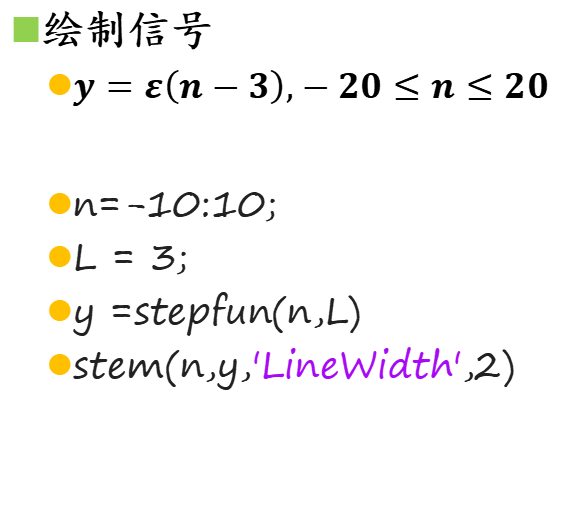 绘制信号
y = ε(n − 3), − 20 ≤ n ≤ 20
n=-10:10;
L = 3;
y =stepfun(n,L)
stem(n,y,'LineWidth',2)